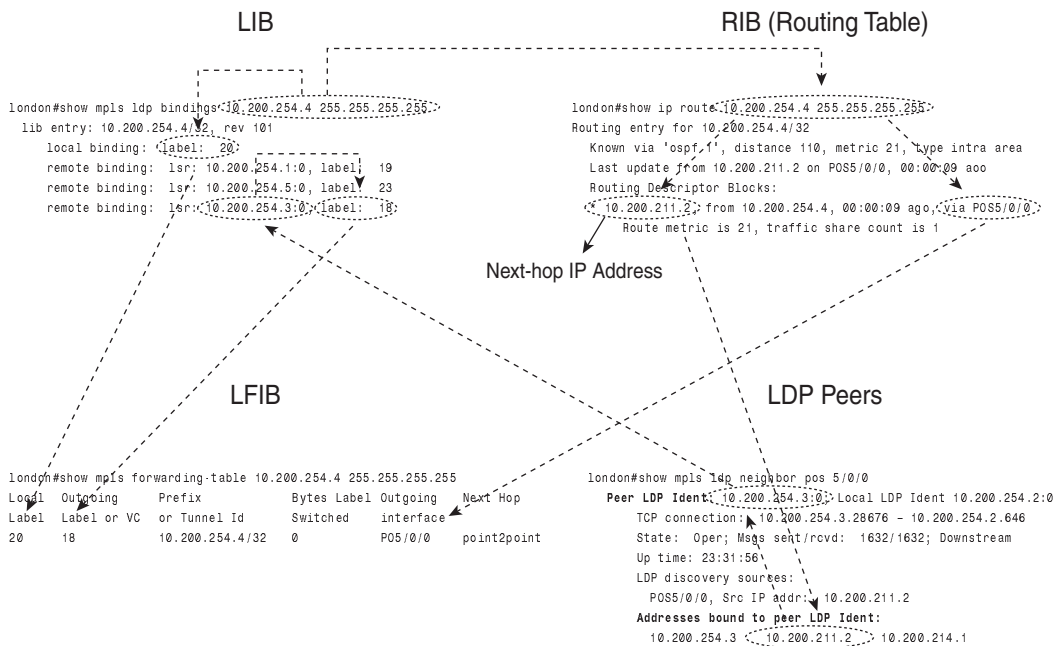 LIB
london#show mpls ldp bindings 10.200.254.4 255.255.255.255
lib entry: 10.200.254.4/32, rev 101
local binding: label: 20
remote binding: lsr: 10.200.254.1:0, label: 19
remote binding: lsr: 10.200.254.5:0, label: 23
remote binding: lsr: 10.200.254.3:0, label: 18
RIB (Routing Table)
london#show ip route 10.200.254.4 255.255.255.255
Routing entry for 10.200.254.4/32
Known via 'ospf 1', distance 110, metric 21, type intra area
Last update from 10.200.211.2 on POS5/0/0, 00:00:09 aoo
Routing Descriptor Blocks:
* 10.200.211.2, from 10.200.254.4, 00:00:09 ago, via POS5/0/0
Route metric is 21, traffic share count is 1
Next-hop IP Address
LFIB
london#show mpls forwarding-table 10.200.254.4 255.255.255.255
Local Outgoing Prefix Bytes Label Outgoing Next Hop
Label Label or VC or Tunnel Id Switched interface
20 18 10.200.254.4/32 0 PO5/0/0 point2point
LDP Peers
london#show mpls ldp neighbor pos 5/0/0
Peer LDP Ident: 10.200.254.3:0; Local LDP Ident 10.200.254.2:0
TCP connection: 10.200.254.3.28676 – 10.200.254.2.646
State: Oper; Msgs sent/rcvd: 1632/1632; Downstream
Up time: 23:31:56
LDP discovery sources:
POS5/0/0, Src IP addr: 10.200.211.2
Addresses bound to peer LDP Ident:
10.200.254.3 10.200.211.2 10.200.214.1